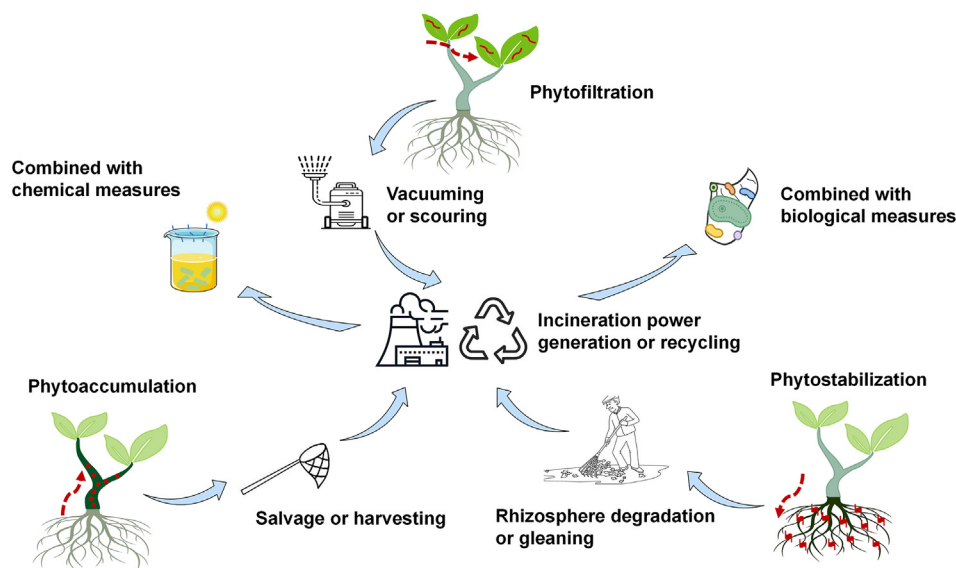 Phytofiltration
Combined with
chemical measures
Vacuuming
or scouring
Combined with
biological measures
Incineration power
generation or recycling
Phytoaccumulation
Phytostabilization
Salvage or harvesting
Rhizosphere degradation
or gleaning